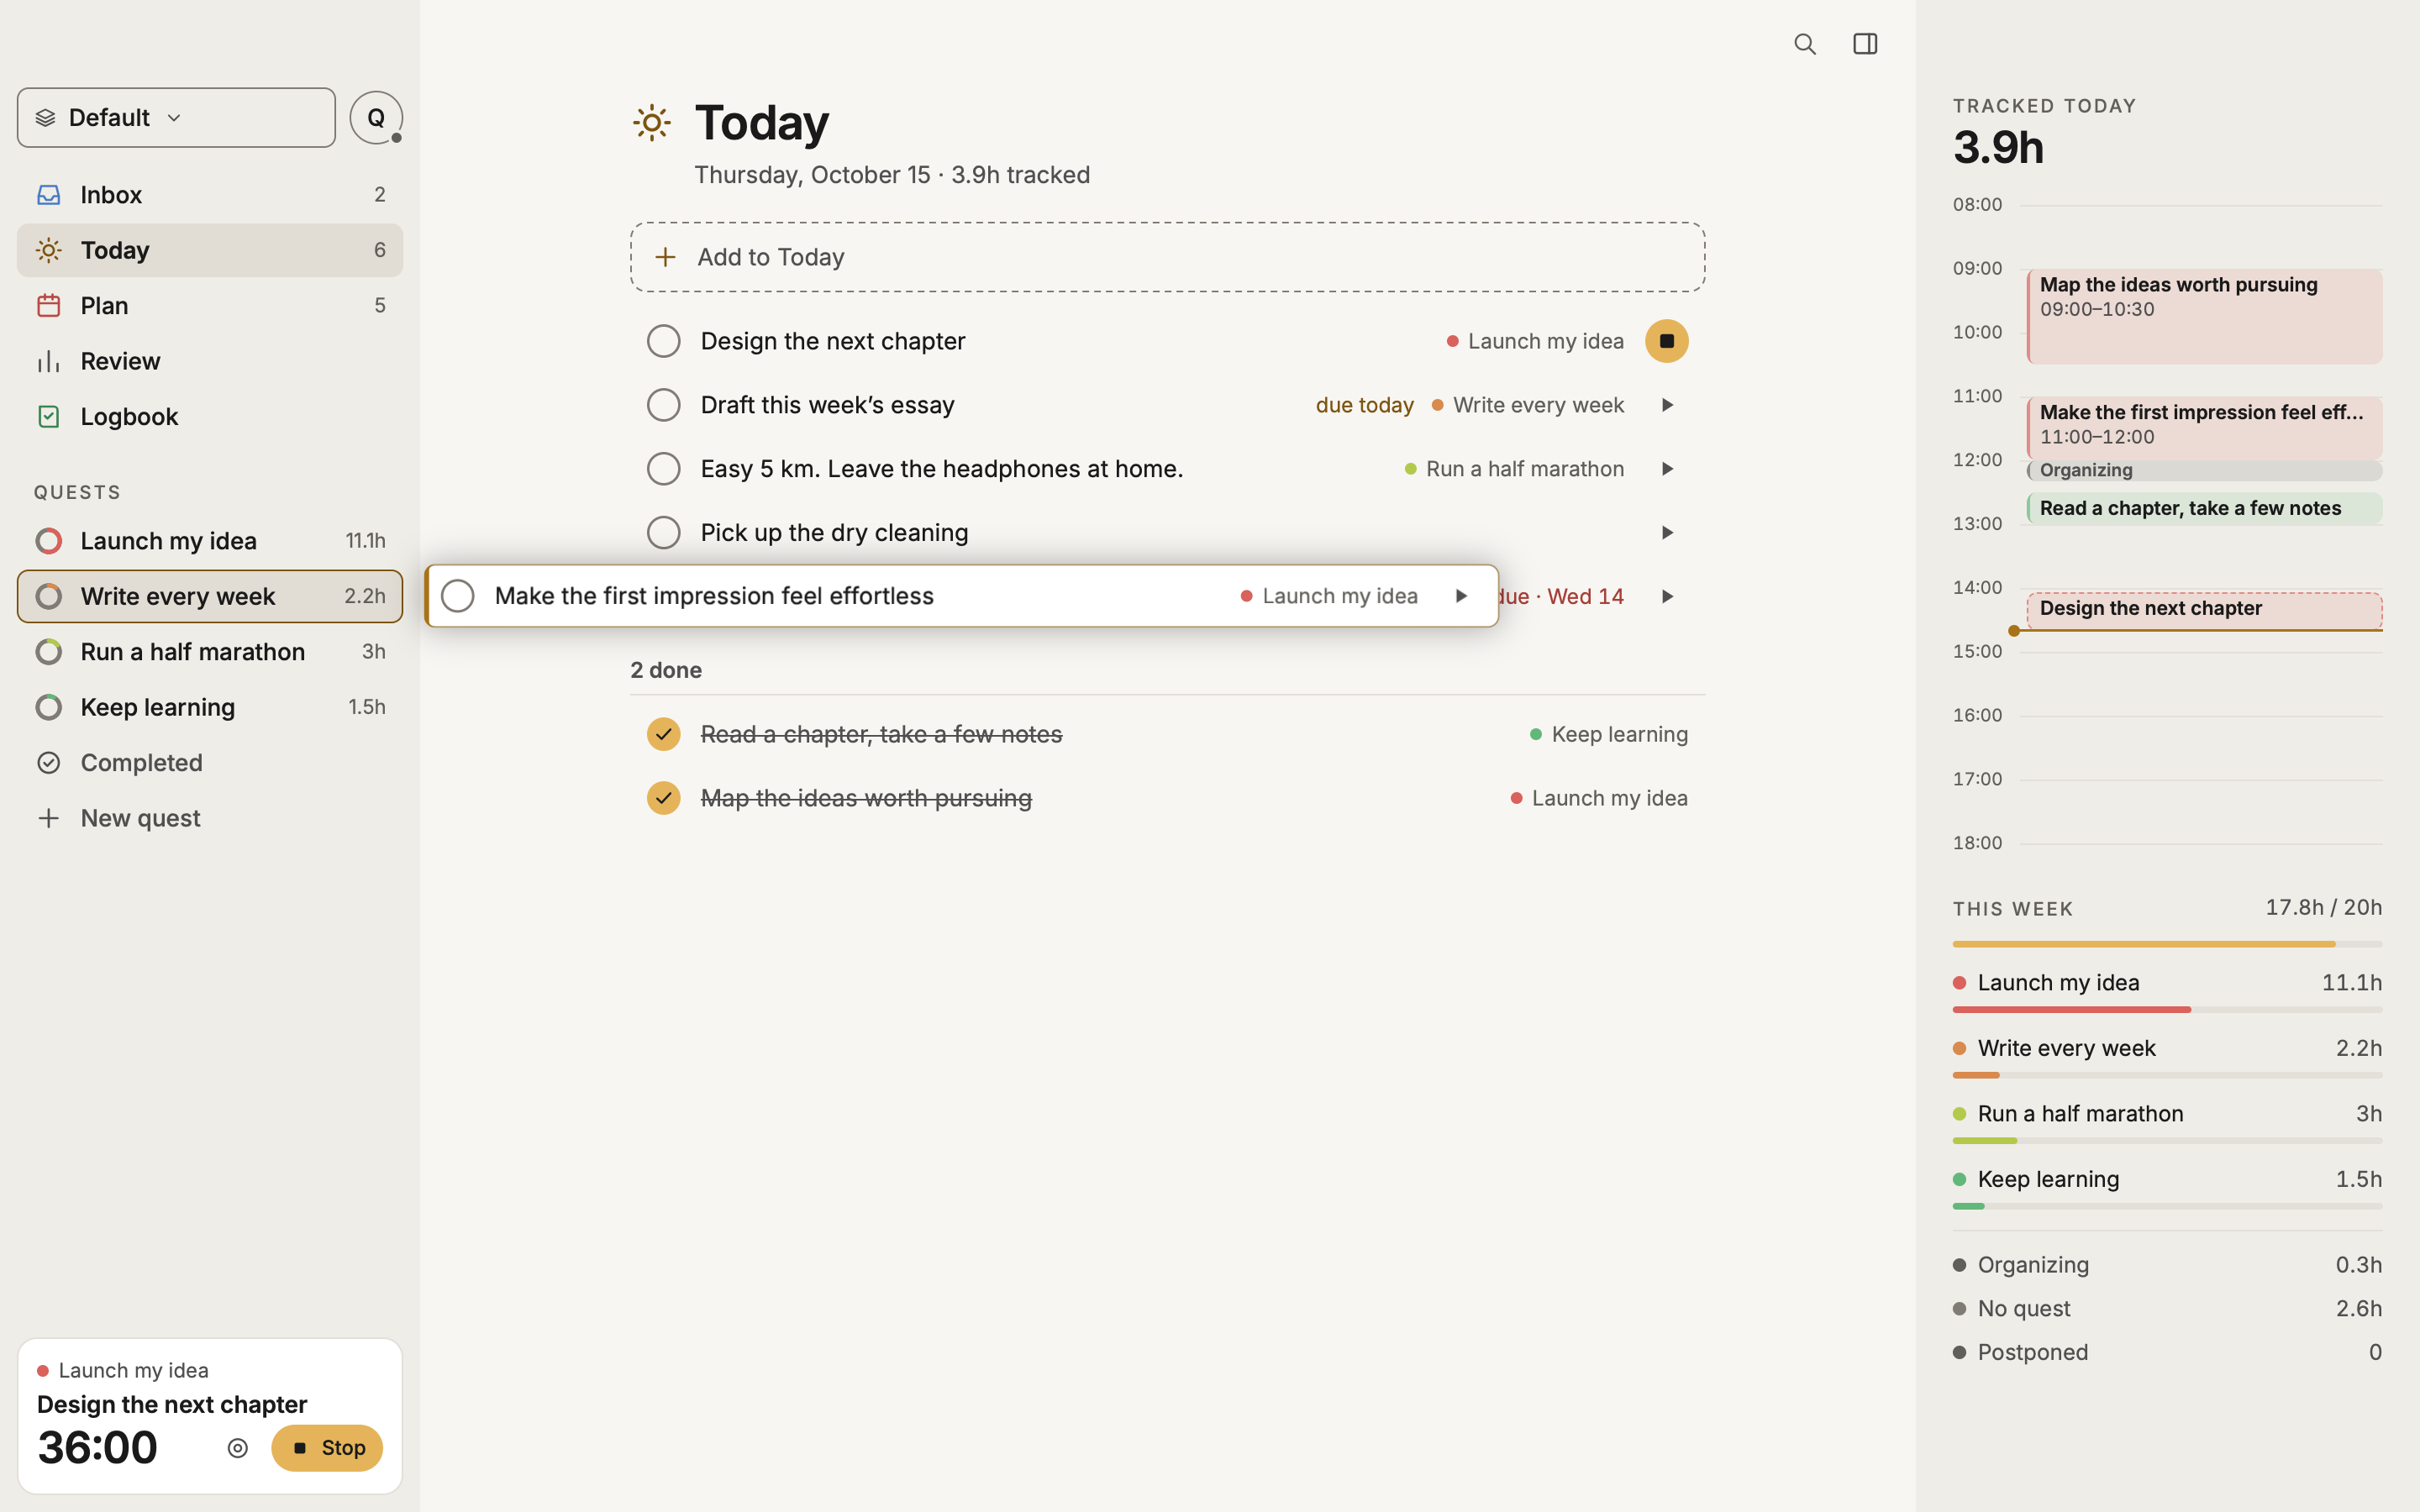 Default
Q
Inbox 2
Today 6
Plan 5
Review
Logbook
QUESTS
Launch my idea 11.1h
Write every week 2.2h
Run a half marathon 3h
Keep learning 1.5h
Completed
New quest
Launch my idea
Design the next chapter
36:00 Stop
Today
Thursday, October 15 · 3.9h tracked
Add to Today
Design the next chapter Launch my idea
Draft this week’s essay due today Write every week
Easy 5 km. Leave the headphones at home. Run a half marathon
Pick up the dry cleaning
Make the first impression feel effortless Launch my idea
due · Wed 14
2 done
Read a chapter, take a few notes Keep learning
Map the ideas worth pursuing Launch my idea
TRACKED TODAY
3.9h
08:00
09:00
Map the ideas worth pursuing
09:00–10:30
10:00
11:00
Make the first impression feel eff...
11:00–12:00
12:00
Organizing
Read a chapter, take a few notes
13:00
14:00
Design the next chapter
15:00
16:00
17:00
18:00
THIS WEEK 17.8h / 20h
Launch my idea 11.1h
Write every week 2.2h
Run a half marathon 3h
Keep learning 1.5h
Organizing 0.3h
No quest 2.6h
Postponed 0